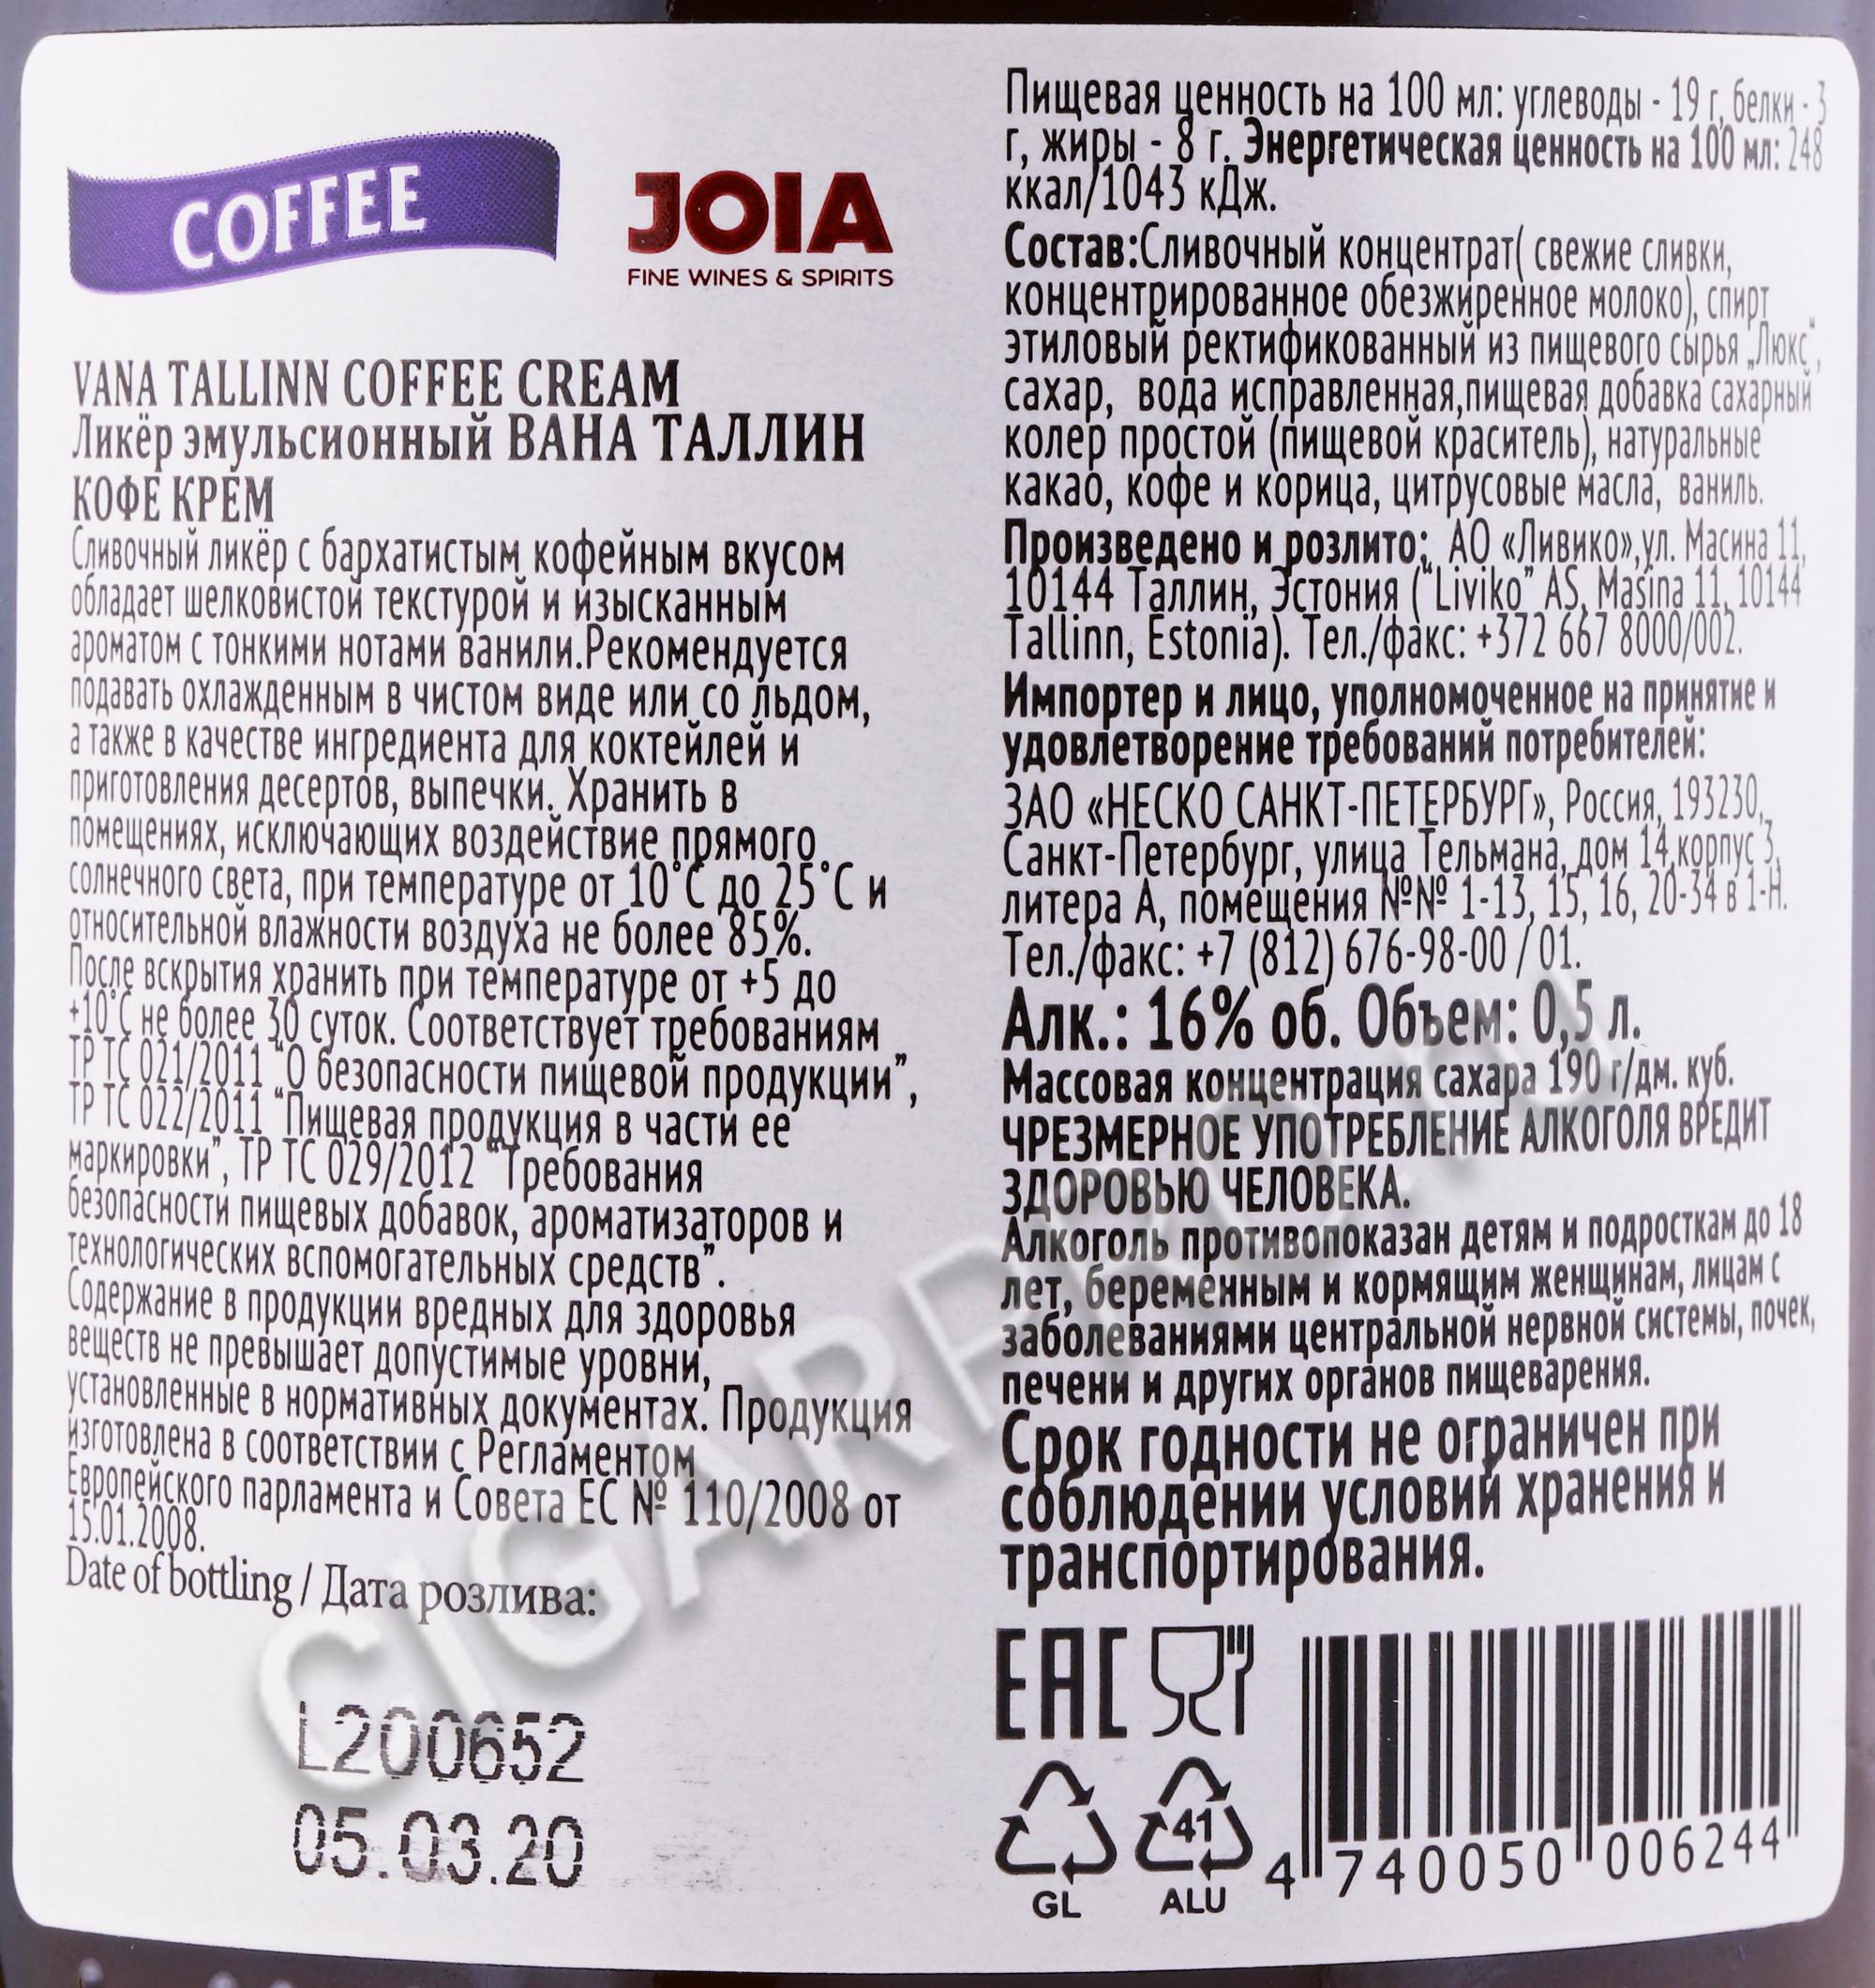 COFFEE
JOIA
FINE WINES & SPIRITS
VANA TALLINN COFFEE CREAM
Ликёр эмульсионный ВАНА ТАЛЛИН
КОФЕ КРЕМ
Сливочный ликёр с бархатистым кофейным вкусом
обладает шелковистой текстурой и изысканным
ароматом с тонкими нотами ванили.Рекомендуется
подавать охлажденным в чистом виде или со льдом,
а также в качестве ингредиента для коктейлей и
приготовления десертов, выпечки. Хранить в
помещениях, исключающих воздействие прямого
солнечного света, при температуре от 10°C до 25°C и
относительной влажности воздуха не более 85%.
После вскрытия хранить при температуре от +5 до
+10°C не более 30 суток. Соответствует требованиям
ТР ТС 021/2011 "О безопасности пищевой продукции",
ТР ТС 022/2011 "Пищевая продукция в части ее
маркировки", ТР ТС 029/2012 "Требования
безопасности пищевых добавок, ароматизаторов и
технологических вспомогательных средств".
Содержание в продукции вредных для здоровья
веществ не превышает допустимые уровни,
установленные в нормативных документах. Продукция
изготовлена в соответствии с Регламентом
Европейского парламента и Совета ЕС № 110/2008 от
15.01.2008.
Date of bottling / Дата розлива:
L200652
05.03.20
Пищевая ценность на 100 мл: углеводы - 19 г, белки - 3
г, жиры - 8 г. Энергетическая ценность на 100 мл: 248
ккал/1043 кДж.
Состав:Сливочный концентрат( свежие сливки,
концентрированное обезжиренное молоко), спирт
этиловый ректификованный из пищевого сырья „Люкс“,
сахар, вода исправленная,пищевая добавка сахарный
колер простой (пищевой краситель), натуральные
какао, кофе и корица, цитрусовые масла, ваниль.
Произведено и розлито: АО «Ливико»,ул. Масина 11,
10144 Таллин, Эстония ("Liviko" AS, Masina 11, 10144
Tallinn, Estonia). Тел./факс: +372 667 8000/002.
Импортер и лицо, уполномоченное на принятие и
удовлетворение требований потребителей:
ЗАО «НЕСКО САНКТ-ПЕТЕРБУРГ», Россия, 193230,
Санкт-Петербург, улица Тельмана, дом 14,корпус 3,
литера А, помещения №№ 1-13, 15, 16, 20-34 в 1-Н.
Тел./факс: +7 (812) 676-98-00 / 01.
Алк.: 16% об. Объем: 0,5 л.
Массовая концентрация сахара 190 г/дм. куб.
ЧРЕЗМЕРНОЕ УПОТРЕБЛЕНИЕ АЛКОГОЛЯ ВРЕДИТ
ЗДОРОВЬЮ ЧЕЛОВЕКА.
Алкоголь противопоказан детям и подросткам до 18
лет, беременным и кормящим женщинам, лицам с
заболеваниями центральной нервной системы, почек,
печени и других органов пищеварения.
Срок годности не ограничен при
соблюдении условий хранения и
транспортирования.
EAC
GL
41
ALU
4 740050 006244
CIGARPRO.RU